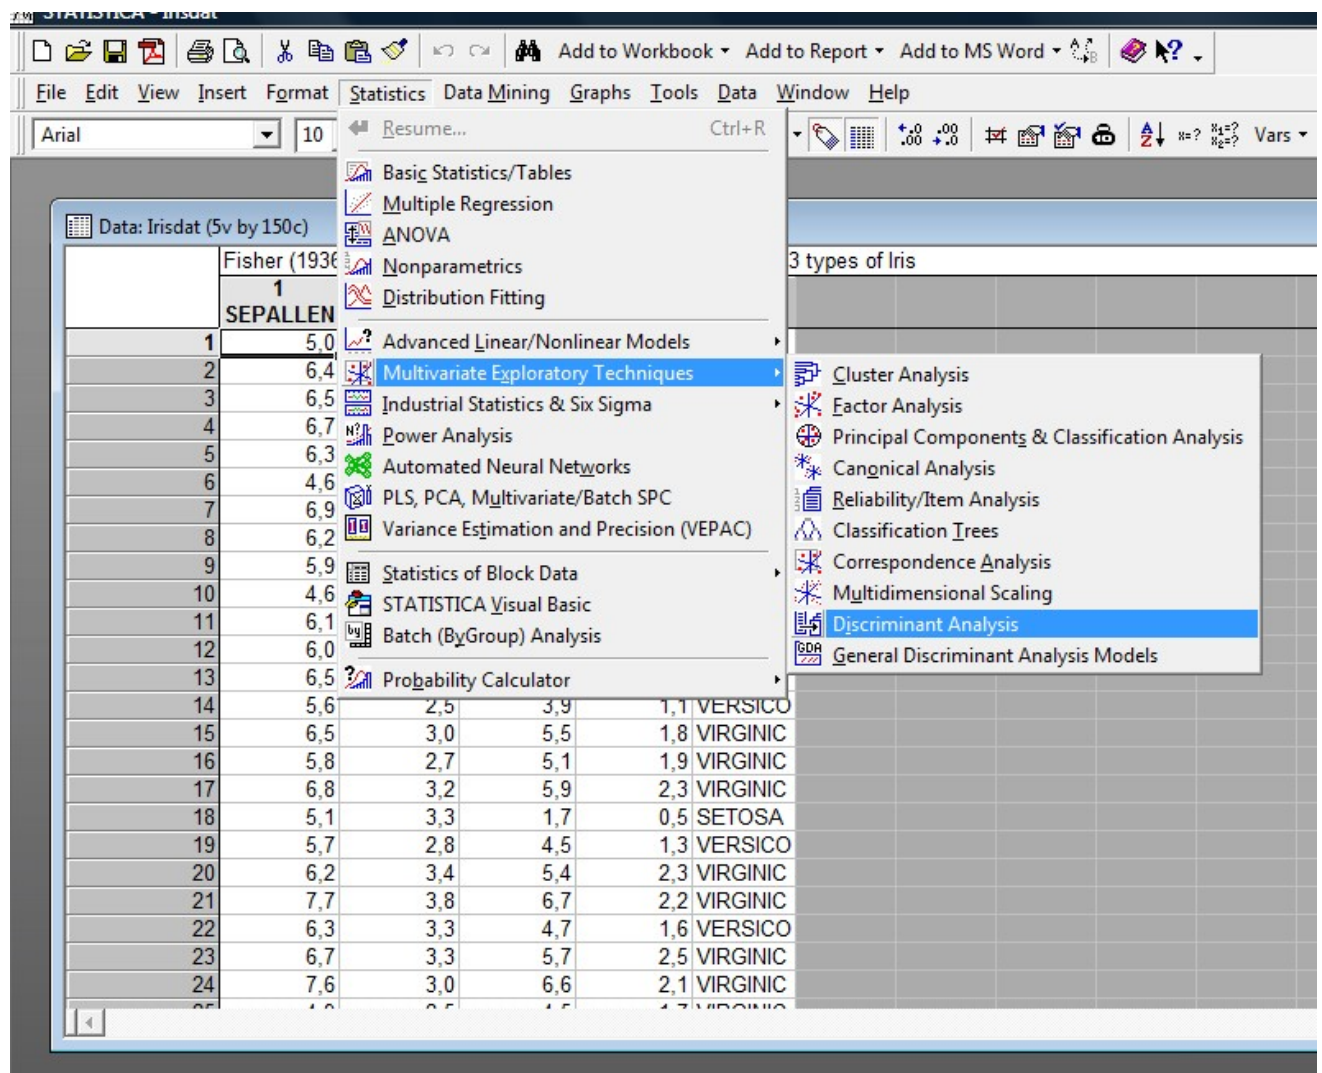 STATISTICA - Irisdat
Add to Workbook Add to Report Add to MS Word
File Edit View Insert Format Statistics Data Mining Graphs Tools Data Window Help
Arial 10 Vars
Resume... Ctrl+R
Basic Statistics/Tables
Multiple Regression
ANOVA
Nonparametrics
Distribution Fitting
Advanced Linear/Nonlinear Models
Multivariate Exploratory Techniques
Industrial Statistics & Six Sigma
Power Analysis
Automated Neural Networks
PLS, PCA, Multivariate/Batch SPC
Variance Estimation and Precision (VEPAC)
Statistics of Block Data
STATISTICA Visual Basic
Batch (ByGroup) Analysis
Probability Calculator
Cluster Analysis
Factor Analysis
Principal Components & Classification Analysis
Canonical Analysis
Reliability/Item Analysis
Classification Trees
Correspondence Analysis
Multidimensional Scaling
Discriminant Analysis
General Discriminant Analysis Models
Data: Irisdat (5v by 150c)
Fisher (1936 3 types of Iris
1
SEPALLEN
1 5,0
2 6,4
3 6,5
4 6,7
5 6,3
6 4,6
7 6,9
8 6,2
9 5,9
10 4,6
11 6,1
12 6,0
13 6,5
14 5,6 2,5 3,9 1,1 VERSICO
15 6,5 3,0 5,5 1,8 VIRGINIC
16 5,8 2,7 5,1 1,9 VIRGINIC
17 6,8 3,2 5,9 2,3 VIRGINIC
18 5,1 3,3 1,7 0,5 SETOSA
19 5,7 2,8 4,5 1,3 VERSICO
20 6,2 3,4 5,4 2,3 VIRGINIC
21 7,7 3,8 6,7 2,2 VIRGINIC
22 6,3 3,3 4,7 1,6 VERSICO
23 6,7 3,3 5,7 2,5 VIRGINIC
24 7,6 3,0 6,6 2,1 VIRGINIC